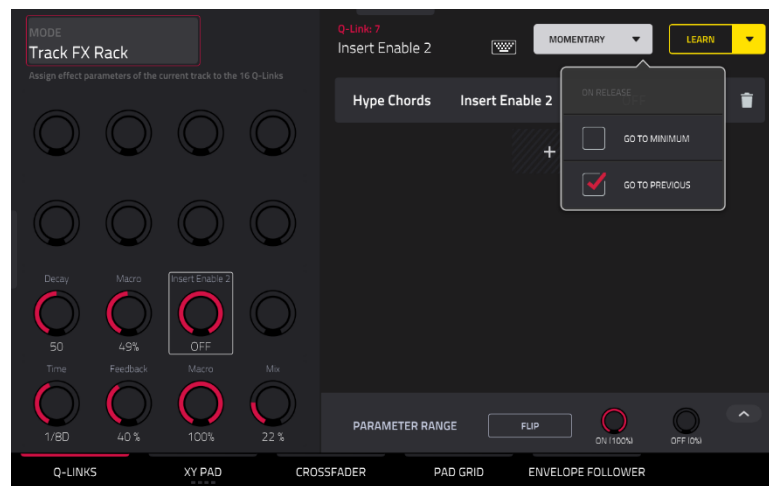 MODE
Track FX Rack
Assign effect parameters of the current track to the 16 Q-Links
Decay
Macro
Insert Enable 2
50
49%
OFF
Time
Feedback
Macro
Mix
1/8D
40 %
100%
22 %
Q-Link: 7
Insert Enable 2
MOMENTARY
LEARN
Hype Chords
Insert Enable 2
ON RELEASE
GO TO MINIMUM
GO TO PREVIOUS
+
PARAMETER RANGE
FLIP
ON (100%)
OFF (0%)
Q-LINKS
XY PAD
CROSSFADER
PAD GRID
ENVELOPE FOLLOWER